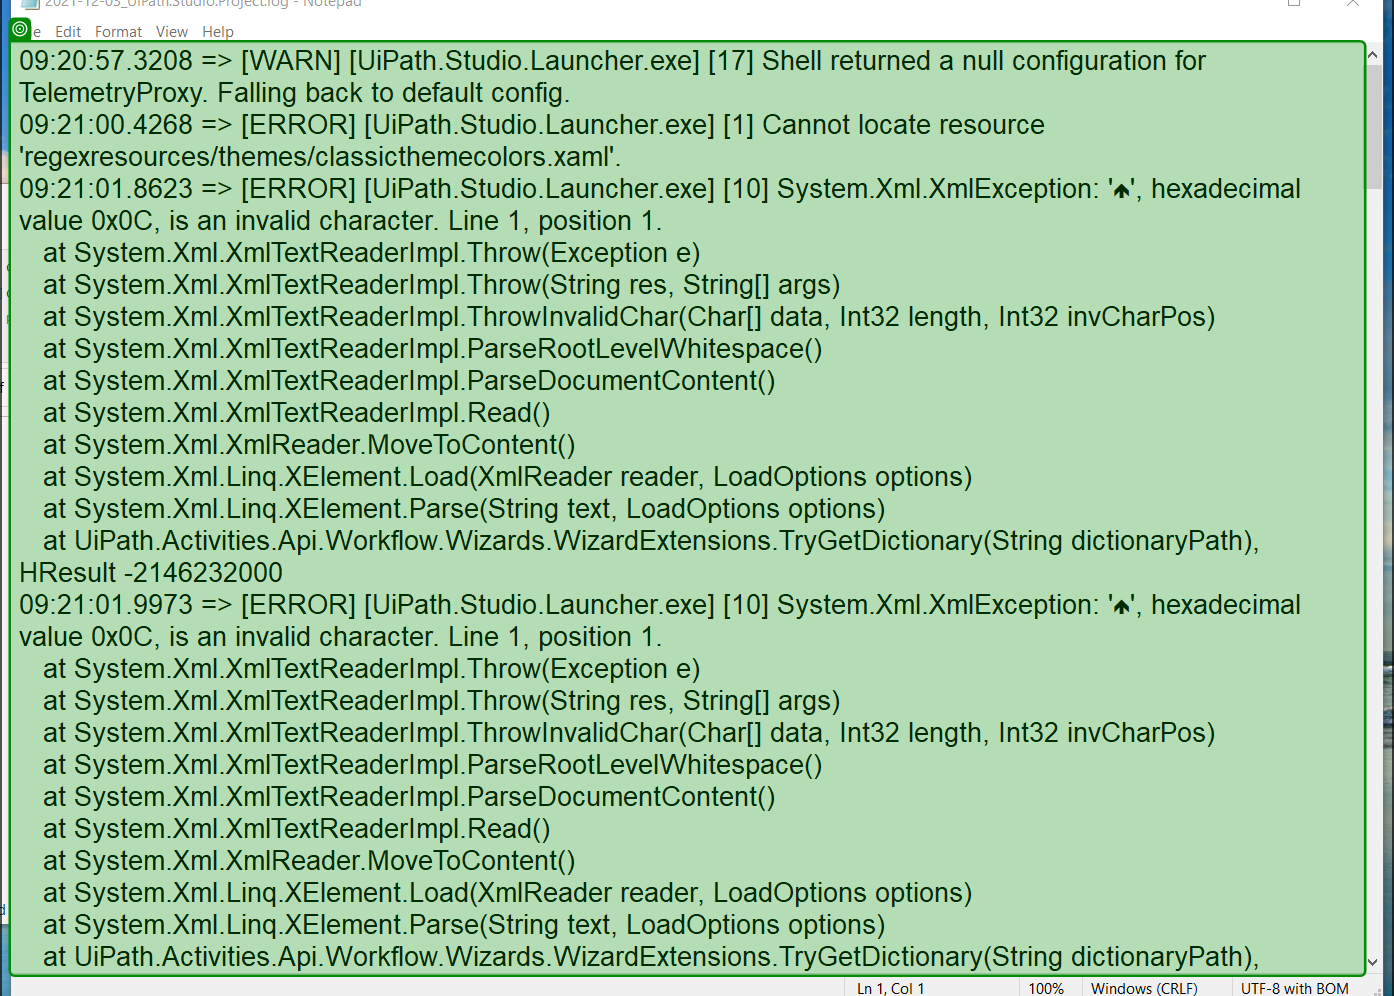 2021-12-03_UiPath.Studio.Project.log - Notepad
e Edit Format View Help
09:20:57.3208 => [WARN] [UiPath.Studio.Launcher.exe] [17] Shell returned a null configuration for
TelemetryProxy. Falling back to default config.
09:21:00.4268 => [ERROR] [UiPath.Studio.Launcher.exe] [1] Cannot locate resource
'regexresources/themes/classicthemecolors.xaml'.
09:21:01.8623 => [ERROR] [UiPath.Studio.Launcher.exe] [10] System.Xml.XmlException: '🛧', hexadecimal
value 0x0C, is an invalid character. Line 1, position 1.
at System.Xml.XmlTextReaderImpl.Throw(Exception e)
at System.Xml.XmlTextReaderImpl.Throw(String res, String[] args)
at System.Xml.XmlTextReaderImpl.ThrowInvalidChar(Char[] data, Int32 length, Int32 invCharPos)
at System.Xml.XmlTextReaderImpl.ParseRootLevelWhitespace()
at System.Xml.XmlTextReaderImpl.ParseDocumentContent()
at System.Xml.XmlTextReaderImpl.Read()
at System.Xml.XmlReader.MoveToContent()
at System.Xml.Linq.XElement.Load(XmlReader reader, LoadOptions options)
at System.Xml.Linq.XElement.Parse(String text, LoadOptions options)
at UiPath.Activities.Api.Workflow.Wizards.WizardExtensions.TryGetDictionary(String dictionaryPath),
HResult -2146232000
09:21:01.9973 => [ERROR] [UiPath.Studio.Launcher.exe] [10] System.Xml.XmlException: '🛧', hexadecimal
value 0x0C, is an invalid character. Line 1, position 1.
at System.Xml.XmlTextReaderImpl.Throw(Exception e)
at System.Xml.XmlTextReaderImpl.Throw(String res, String[] args)
at System.Xml.XmlTextReaderImpl.ThrowInvalidChar(Char[] data, Int32 length, Int32 invCharPos)
at System.Xml.XmlTextReaderImpl.ParseRootLevelWhitespace()
at System.Xml.XmlTextReaderImpl.ParseDocumentContent()
at System.Xml.XmlTextReaderImpl.Read()
at System.Xml.XmlReader.MoveToContent()
at System.Xml.Linq.XElement.Load(XmlReader reader, LoadOptions options)
at System.Xml.Linq.XElement.Parse(String text, LoadOptions options)
at UiPath.Activities.Api.Workflow.Wizards.WizardExtensions.TryGetDictionary(String dictionaryPath),
Ln 1, Col 1 100% Windows (CRLF) UTF-8 with BOM